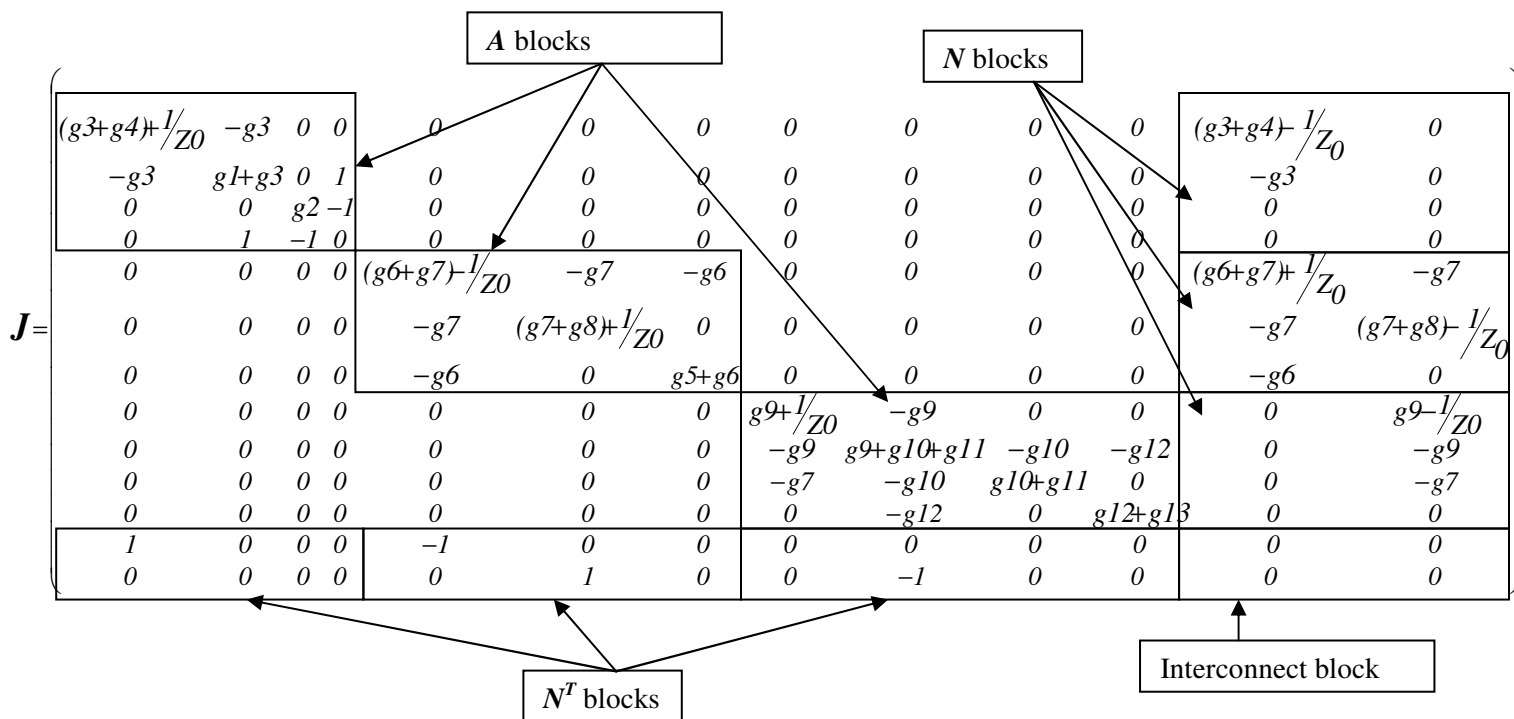 A blocks
N blocks
(g3+g4)+1/Z0 −g3 0 0 0 0 0 0 0 0 0 (g3+g4)−1/Z0 0
−g3 g1+g3 0 1 0 0 0 0 0 0 0 −g3 0
0 0 g2 −1 0 0 0 0 0 0 0 0 0
0 1 −1 0 0 0 0 0 0 0 0 0 0
0 0 0 0 (g6+g7)−1/Z0 −g7 −g6 0 0 0 0 (g6+g7)+1/Z0 −g7
J= 0 0 0 0 −g7 (g7+g8)+1/Z0 0 0 0 0 0 −g7 (g7+g8)−1/Z0
0 0 0 0 −g6 0 g5+g6 0 0 0 0 −g6 0
0 0 0 0 0 0 0 g9+1/Z0 −g9 0 0 0 g9−1/Z0
0 0 0 0 0 0 0 −g9 g9+g10+g11 −g10 −g12 0 −g9
0 0 0 0 0 0 0 −g7 −g10 g10+g11 0 0 −g7
0 0 0 0 0 0 0 0 −g12 0 g12+g13 0 0
1 0 0 0 −1 0 0 0 0 0 0 0 0
0 0 0 0 0 1 0 0 −1 0 0 0 0
Interconnect block
N^T blocks